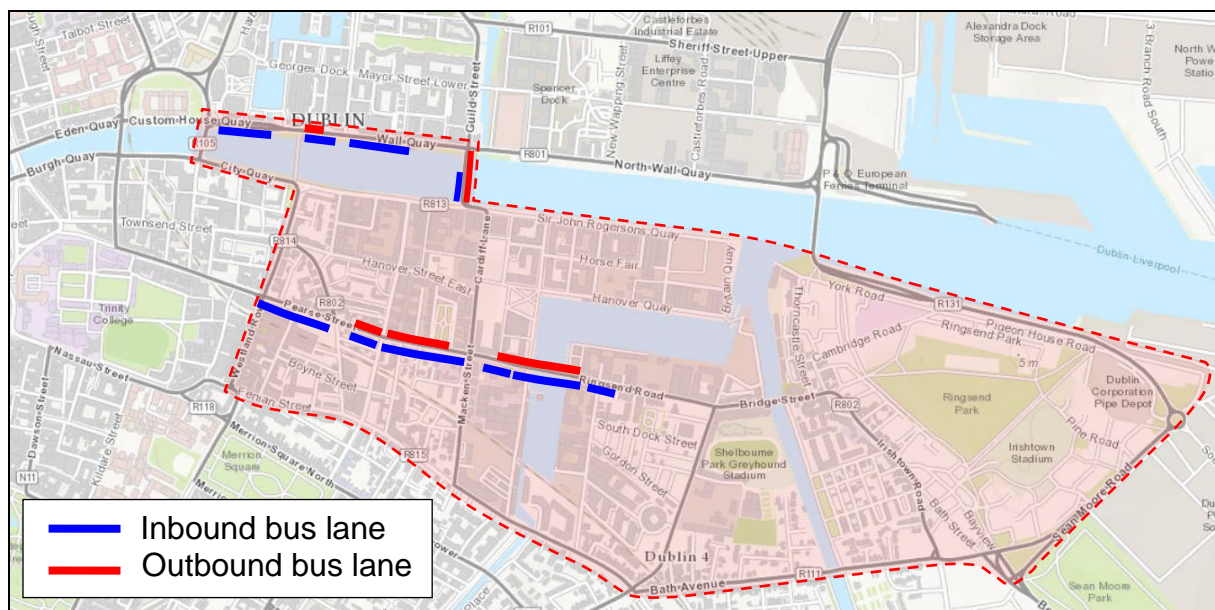 Talbot Street
Georges Dock
Mayor Street Lower
Guild Street
R101
Castleforbes
Industrial Estate
Sheriff Street Upper
Liffey
Enterprise
Centre
Spencer
Dock
New Wapping Street
Castleforbes Road
Alexandra Dock
Storage Area
3 Branch Road South
North W
Powe
Stati
Eden-Quay
Custom-House Quay
DUBLIN
Wall-Quay
R801
North-Wall-Quay
P & O European
Ferries Terminal
R105
Burgh-Quay
City-Quay
Townsend Street
R813
Sir John Rogersons Quay
Dublin-Liverpool
R814
Cardiff-Lane
Hanover Street East
Horse Fair
Hanover Quay
Britain Quay
York Road
R131
Pigeon House Road
Ringsend Park
5 m
Thorncastle Street
Cambridge Road
Trinity
College
R802
Pearse-Street
Westland Row
Nassau-Street
Boyne Street
Fenian Street
R118
Macken-Street
Ringsend-Road
Bridge-Street
R802
Ringsend
Park
Dublin
Corporation
Pipe Depot
Pine Road
Irishtown
Stadium
South Dock Street
Gordon Street
Shelbourne
Park Greyhound
Stadium
Irishtown-Road
Bath-Street
Bayview
Sean-Moore-Road
Dawson-Street
Kildare Street
Merrion
Square
Merrion-Square-North
R815
N11
Dublin 4
Bath-Avenue
R111
Sean Moore
Park
Place
Inbound bus lane
Outbound bus lane